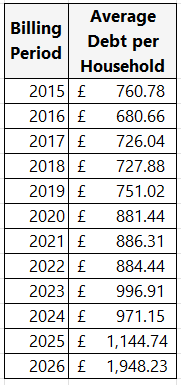 Billing Period Average Debt per Household
2015 £ 760.78
2016 £ 680.66
2017 £ 726.04
2018 £ 727.88
2019 £ 751.02
2020 £ 881.44
2021 £ 886.31
2022 £ 884.44
2023 £ 996.91
2024 £ 971.15
2025 £ 1,144.74
2026 £ 1,948.23